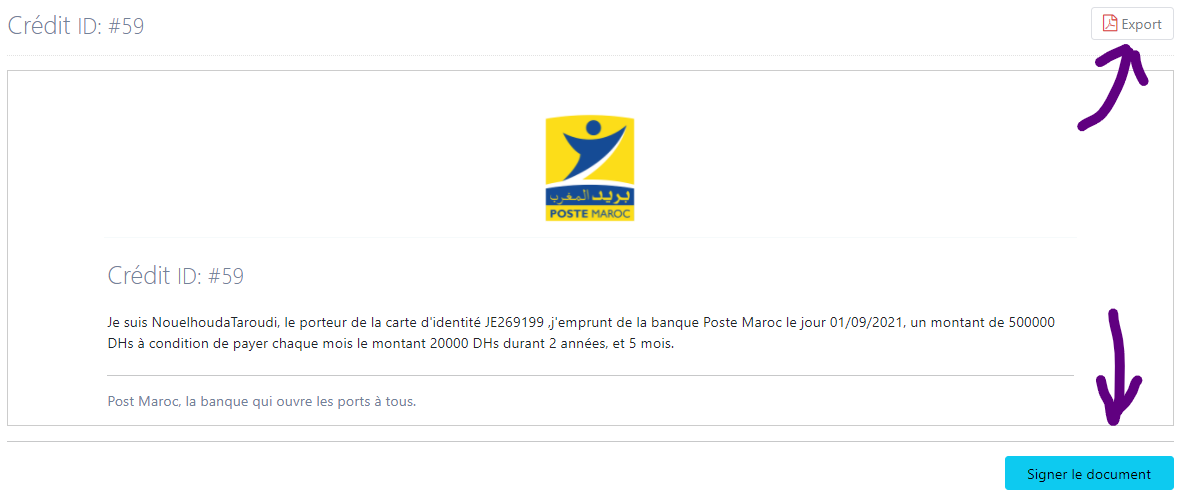 Crédit ID: #59
Export
بريد المغرب
POSTE MAROC
Crédit ID: #59
Je suis NouelhoudaTaroudi, le porteur de la carte d'identité JE269199 ,j'emprunt de la banque Poste Maroc le jour 01/09/2021, un montant de 500000
DHs à condition de payer chaque mois le montant 20000 DHs durant 2 années, et 5 mois.
Post Maroc, la banque qui ouvre les ports à tous.
Signer le document